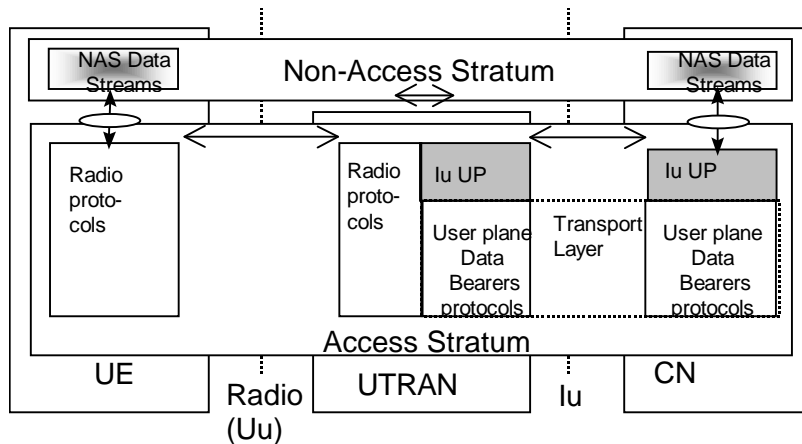 NAS Data
Streams
Non-Access Stratum
NAS Data
Streams
Radio
proto-
cols
Radio
proto-
cols
Iu UP
User plane
Data
Bearers
protocols
Transport
Layer
Iu UP
User plane
Data
Bearers
protocols
Access Stratum
UE
Radio
(Uu)
UTRAN
Iu
CN